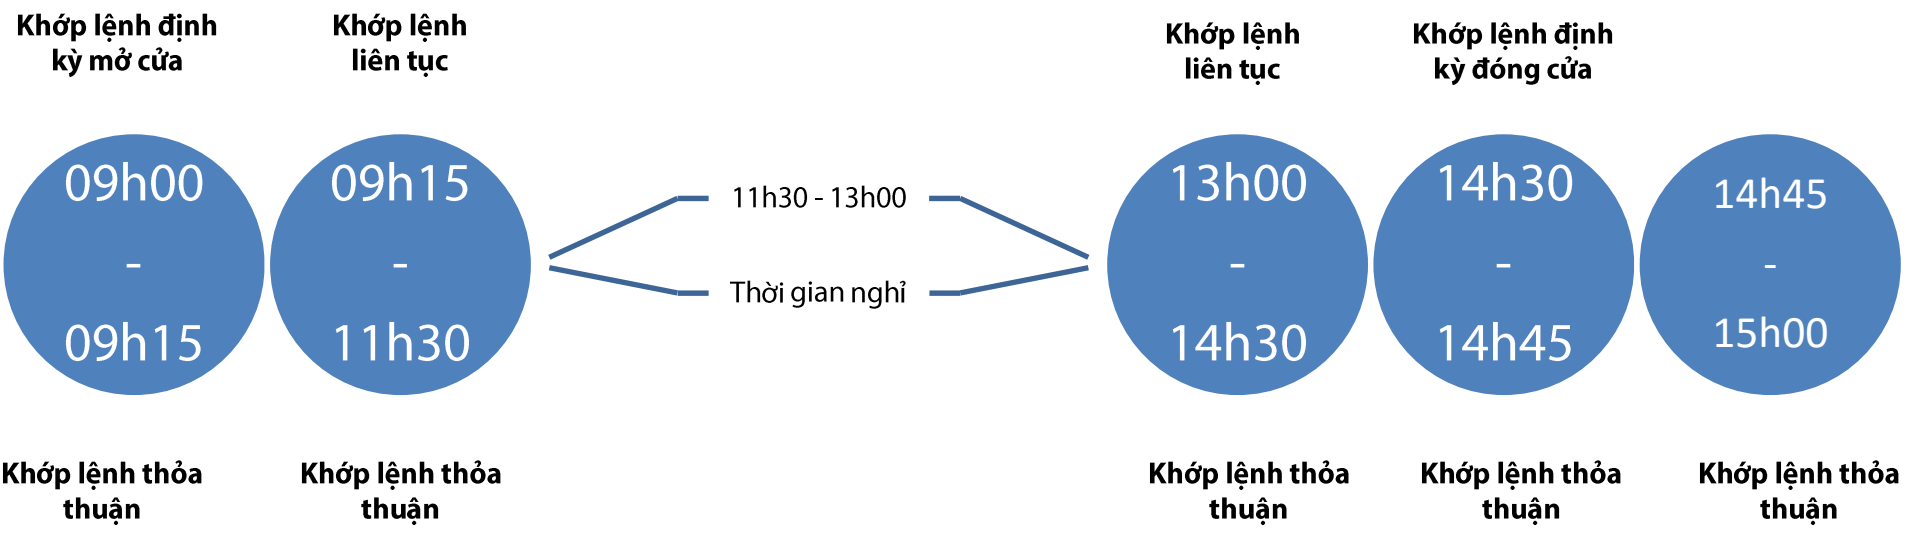 Khớp lệnh định
kỳ mở cửa
Khớp lệnh
liên tục
Khớp lệnh
liên tục
Khớp lệnh định
kỳ đóng cửa
09h00
-
09h15
09h15
-
11h30
11h30 - 13h00
Thời gian nghỉ
13h00
-
14h30
14h30
-
14h45
14h45
-
15h00
Khớp lệnh thỏa
thuận
Khớp lệnh thỏa
thuận
Khớp lệnh thỏa
thuận
Khớp lệnh thỏa
thuận
Khớp lệnh thỏa
thuận